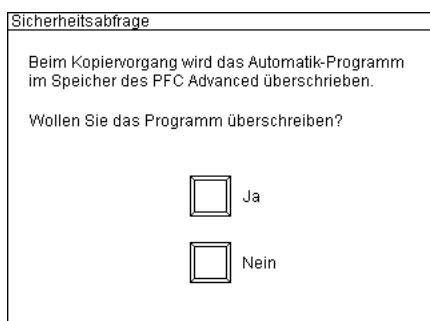 Sicherheitsabfrage
Beim Kopiervorgang wird das Automatik-Programm
im Speicher des PFC Advanced überschrieben.
Wollen Sie das Programm überschreiben?
Ja
Nein